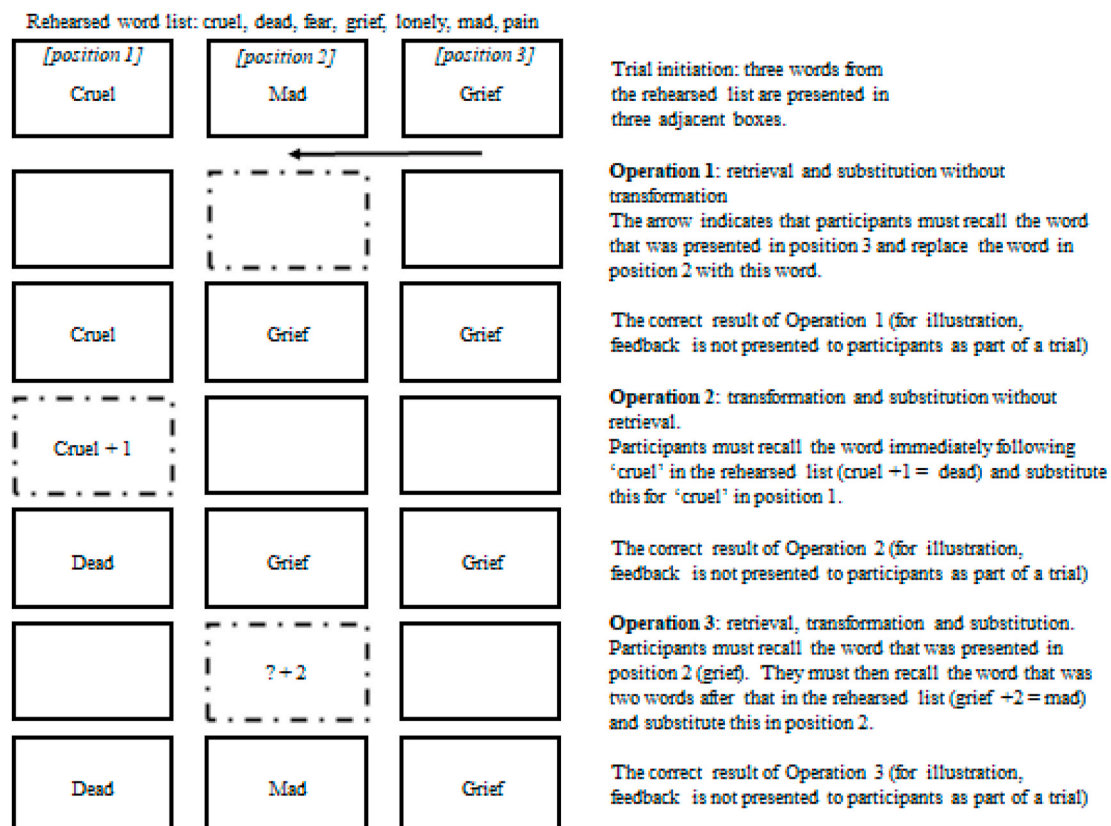 Rehearsed word list: cruel, dead, fear, grief, lonely, mad, pain
[position 1] [position 2] [position 3]
Cruel Mad Grief
Trial initiation: three words from
the rehearsed list are presented in
three adjacent boxes.
Operation 1: retrieval and substitution without
transformation
The arrow indicates that participants must recall the word
that was presented in position 3 and replace the word in
position 2 with this word.
Cruel Grief Grief
The correct result of Operation 1 (for illustration,
feedback is not presented to participants as part of a trial)
Cruel + 1
Operation 2: transformation and substitution without
retrieval.
Participants must recall the word immediately following
‘cruel’ in the rehearsed list (cruel +1 = dead) and substitute
this for ‘cruel’ in position 1.
Dead Grief Grief
The correct result of Operation 2 (for illustration,
feedback is not presented to participants as part of a trial)
? + 2
Operation 3: retrieval, transformation and substitution.
Participants must recall the word that was presented in
position 2 (grief). They must then recall the word that was
two words after that in the rehearsed list (grief +2 = mad)
and substitute this in position 2.
Dead Mad Grief
The correct result of Operation 3 (for illustration,
feedback is not presented to participants as part of a trial)